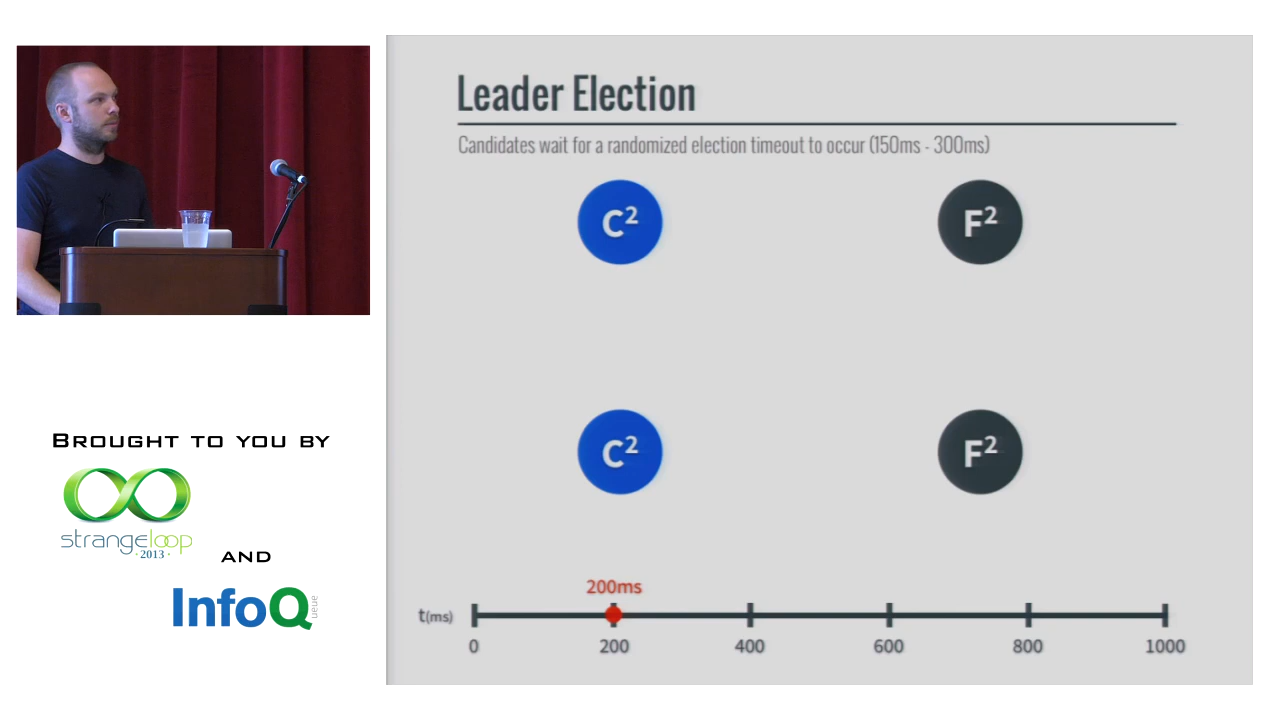 Leader Election
Candidates wait for a randomized election timeout to occur (150ms - 300ms)
C²
F²
C²
F²
200ms
t(ms)
0 200 400 600 800 1000
BROUGHT TO YOU BY
strangeloop
· 2013 ·
AND
InfoQ